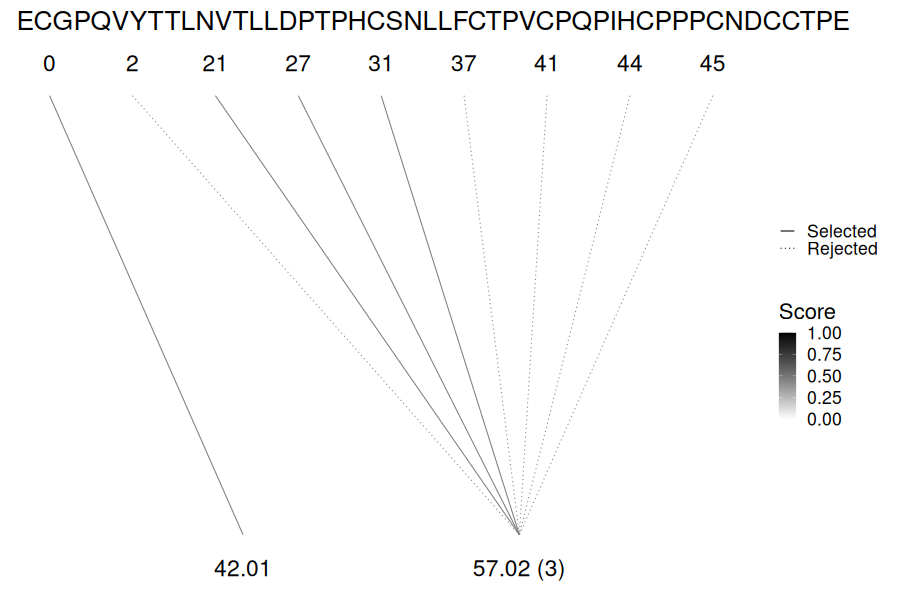 ECGPQVYTTLNVTLLDPTPHCSNLLFCTPVCPQPIHCPPPCNDCCTPE
0 2 21 27 31 37 41 44 45
Selected
Rejected
Score
1.00
0.75
0.50
0.25
0.00
42.01 57.02 (3)